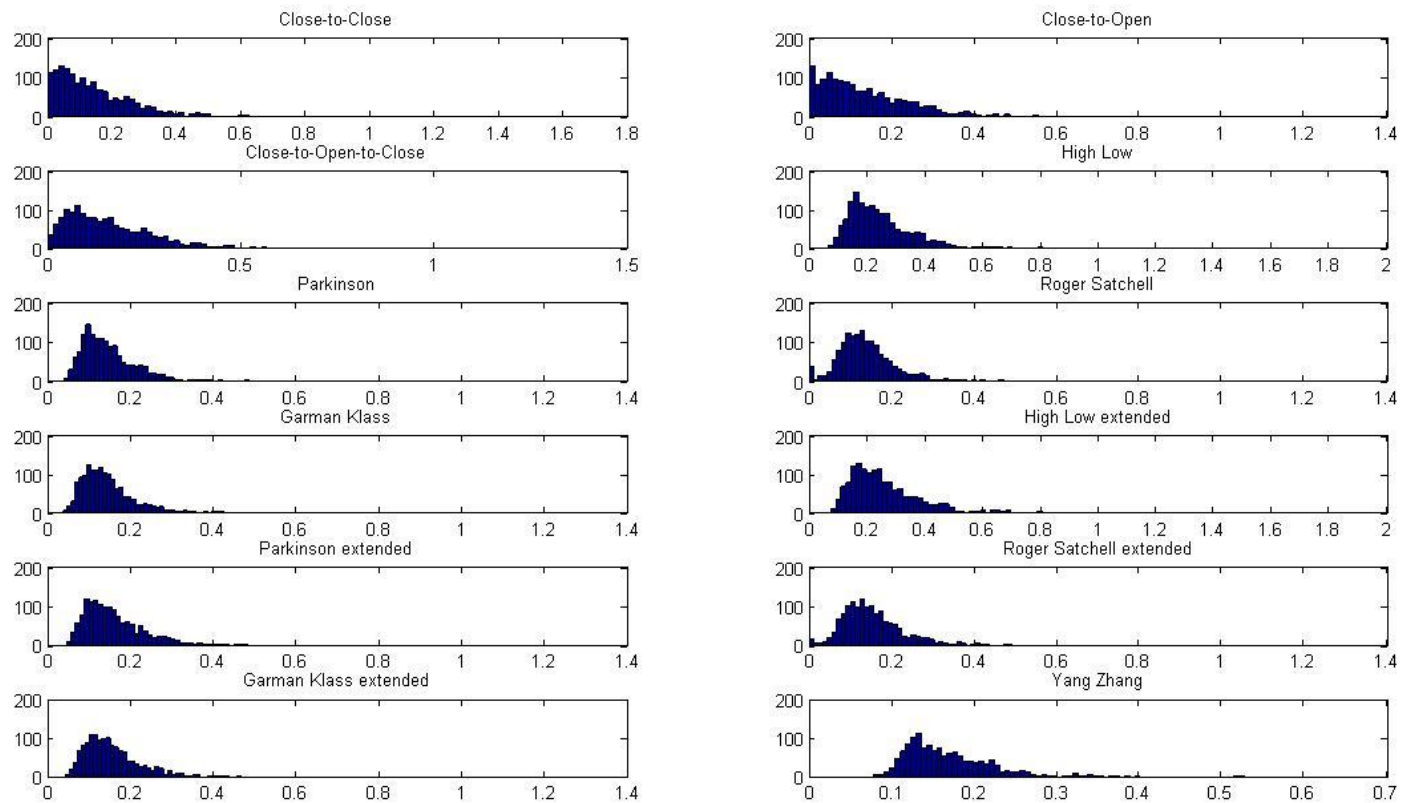 Close-to-Close
200
100
0
0 0.2 0.4 0.6 0.8 1 1.2 1.4 1.6 1.8
Close-to-Open
200
100
0
0 0.2 0.4 0.6 0.8 1 1.2 1.4
Close-to-Open-to-Close
200
100
0
0 0.5 1 1.5
High Low
200
100
0
0 0.2 0.4 0.6 0.8 1 1.2 1.4 1.6 1.8 2
Parkinson
200
100
0
0 0.2 0.4 0.6 0.8 1 1.2 1.4
Roger Satchell
200
100
0
0 0.2 0.4 0.6 0.8 1 1.2 1.4
Garman Klass
200
100
0
0 0.2 0.4 0.6 0.8 1 1.2 1.4
High Low extended
200
100
0
0 0.2 0.4 0.6 0.8 1 1.2 1.4 1.6 1.8 2
Parkinson extended
200
100
0
0 0.2 0.4 0.6 0.8 1 1.2 1.4
Roger Satchell extended
200
100
0
0 0.2 0.4 0.6 0.8 1 1.2 1.4
Garman Klass extended
200
100
0
0 0.2 0.4 0.6 0.8 1 1.2 1.4
Yang Zhang
200
100
0
0 0.1 0.2 0.3 0.4 0.5 0.6 0.7